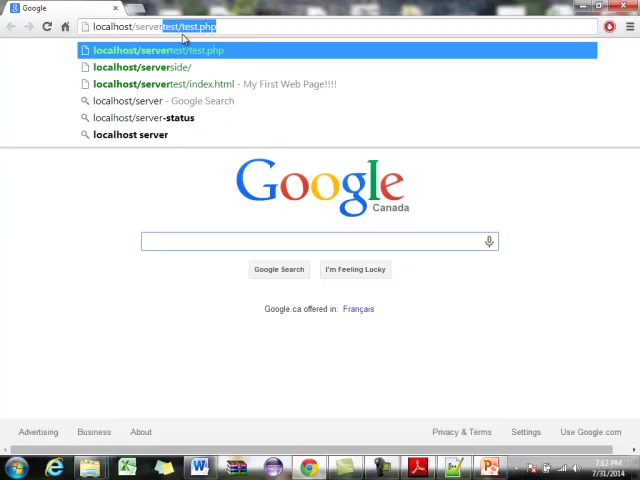 Google
localhost/servertest/test.php
localhost/servertest/test.php
localhost/serverside/
localhost/servertest/index.html - My First Web Page!!!!
localhost/server - Google Search
localhost/server-status
localhost server
Google
Canada
Google Search
I'm Feeling Lucky
Google.ca offered in: Français
Advertising
Business
About
Privacy & Terms
Settings
Use Google.com
7:12 PM
7/31/2014